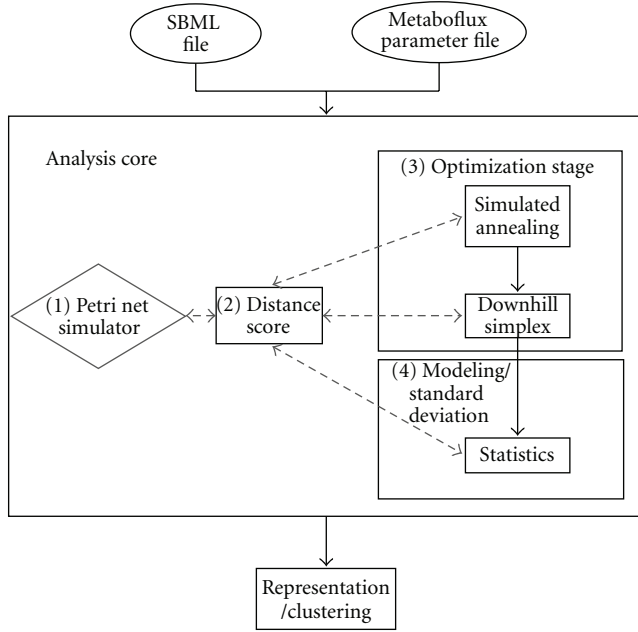 SBML
file
Metaboflux
parameter file
Analysis core
(3) Optimization stage
Simulated
annealing
(1) Petri net
simulator
(2) Distance
score
Downhill
simplex
(4) Modeling/
standard
deviation
Statistics
Representation
/clustering